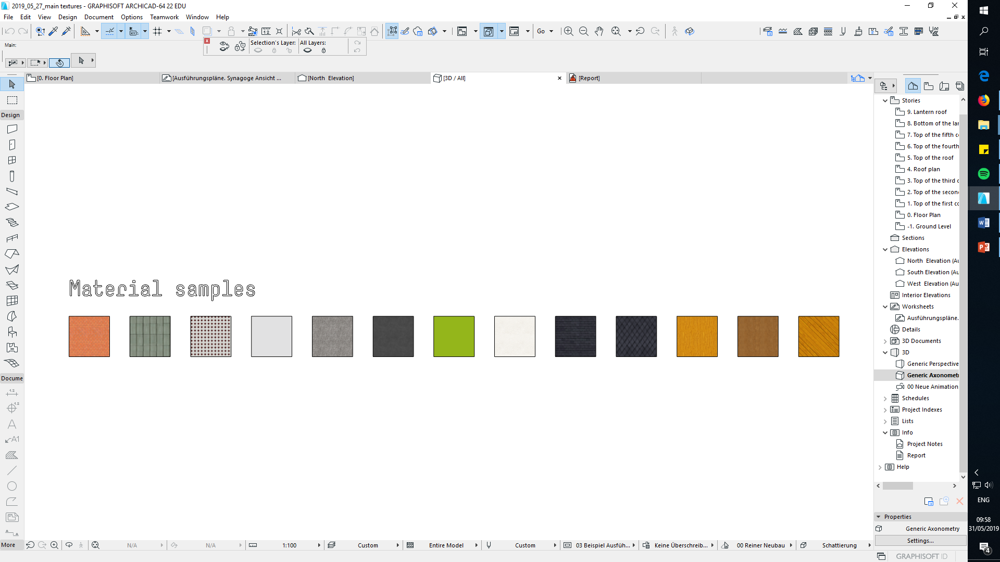 2019_05_27_main textures - GRAPHISOFT ARCHICAD-64 22 EDU
File Edit View Design Document Options Teamwork Window Help
Go
Main:
Selection's Layer: All Layers:
[0. Floor Plan]
[Ausführungspläne. Synagoge Ansicht ...
[North Elevation]
[3D / All]
[Report]
Design
Docume
1.2
1.2
A
A1
More
Material samples
Stories
9. Lantern roof
8. Bottom of the lar
7. Top of the fifth c
6. Top of the fourth
5. Top of the roof
4. Roof plan
3. Top of the third c
2. Top of the secon
1. Top of the first cc
0. Floor Plan
-1. Ground Level
Sections
Elevations
North Elevation (Au
South Elevation (Au
West Elevation (Au
Interior Elevations
Worksheets
Ausführungspläne.
Details
3D Documents
3D
Generic Perspective
Generic Axonometr
00 Neue Animation
Schedules
Project Indexes
Lists
Info
Project Notes
Report
Help
Properties
Generic Axonometry
Settings...
N/A N/A 1:100 Custom Entire Model Custom 03 Beispiel Ausfüh... Keine Überschreib... 00 Reiner Neubau Schattierung
GRAPHISOFT ID
ENG
09:58
31/05/2019
4